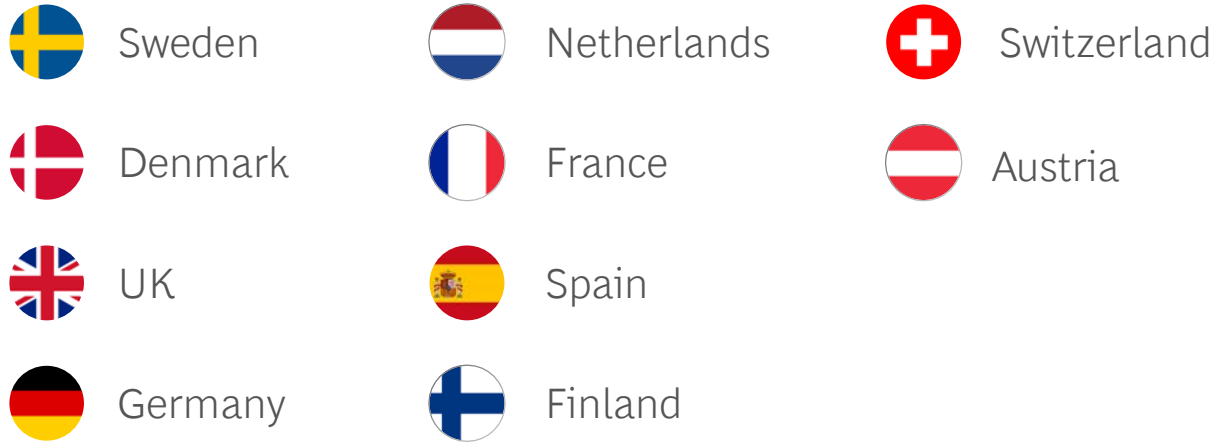 Sweden
Denmark
UK
Germany
Netherlands
France
Spain
Finland
Switzerland
Austria